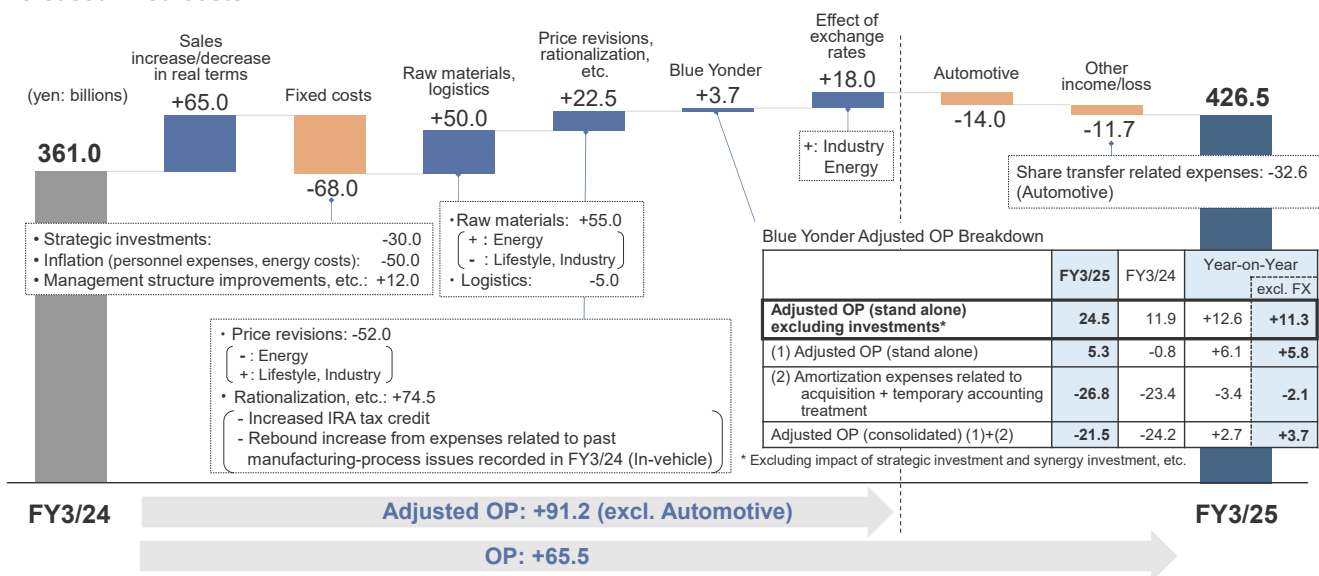 (yen: billions)
361.0
Sales
increase/decrease
in real terms
+65.0
Fixed costs
-68.0
Raw materials,
logistics
+50.0
Price revisions,
rationalization,
etc.
+22.5
Blue Yonder
+3.7
Effect of
exchange
rates
+18.0
Automotive
-14.0
Other
income/loss
-11.7
426.5
+: Industry
Energy
Share transfer related expenses: -32.6
(Automotive)
• Strategic investments: -30.0
• Inflation (personnel expenses, energy costs): -50.0
• Management structure improvements, etc.: +12.0
・Raw materials: +55.0
+ : Energy
- : Lifestyle, Industry
・Logistics: -5.0
・Price revisions: -52.0
- : Energy
+: Lifestyle, Industry
・Rationalization, etc.: +74.5
- Increased IRA tax credit
- Rebound increase from expenses related to past
manufacturing-process issues recorded in FY3/24 (In-vehicle)
Blue Yonder Adjusted OP Breakdown
FY3/25 FY3/24 Year-on-Year
excl. FX
Adjusted OP (stand alone)
excluding investments* 24.5 11.9 +12.6 +11.3
(1) Adjusted OP (stand alone) 5.3 -0.8 +6.1 +5.8
(2) Amortization expenses related to
acquisition + temporary accounting
treatment -26.8 -23.4 -3.4 -2.1
Adjusted OP (consolidated) (1)+(2) -21.5 -24.2 +2.7 +3.7
* Excluding impact of strategic investment and synergy investment, etc.
FY3/24
Adjusted OP: +91.2 (excl. Automotive)
FY3/25
OP: +65.5